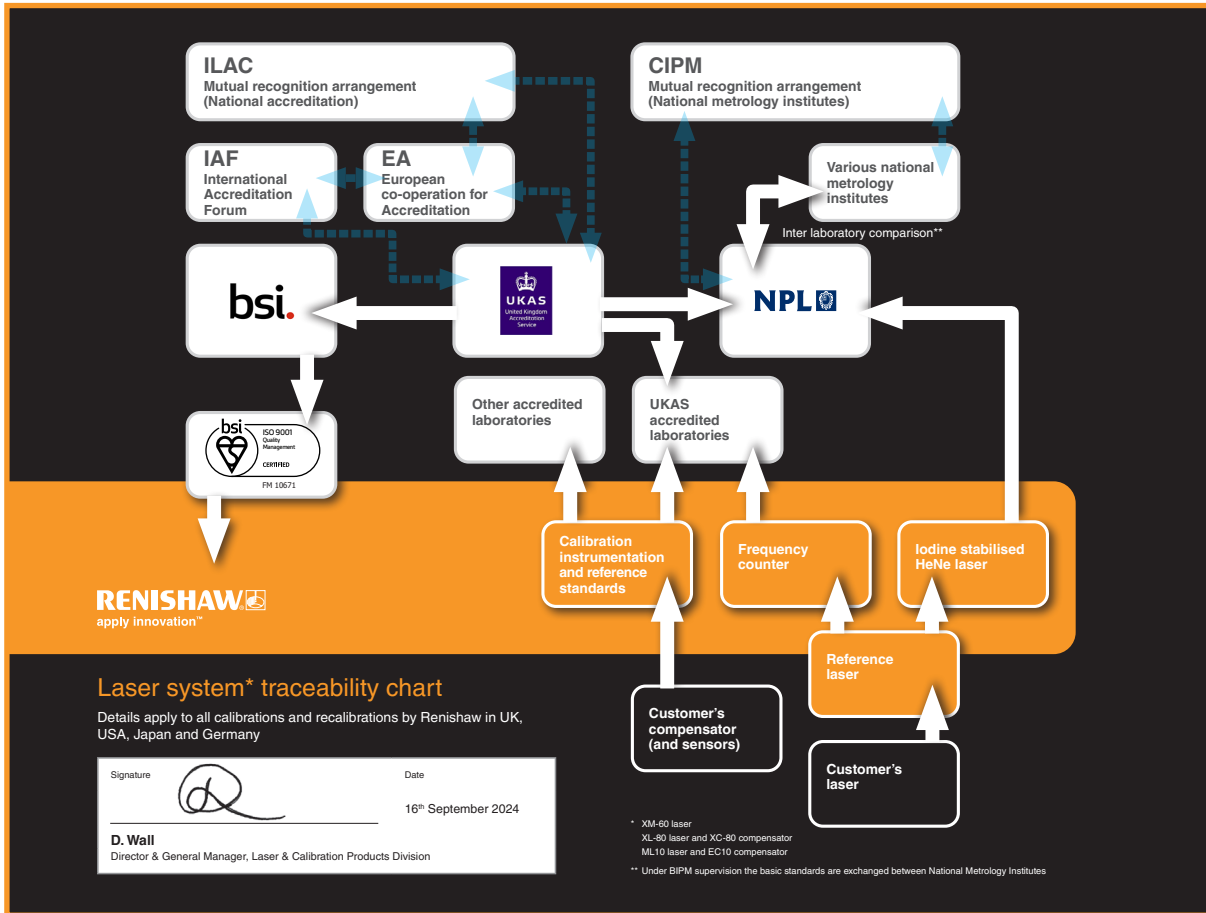 ILAC
Mutual recognition arrangement
(National accreditation)
CIPM
Mutual recognition arrangement
(National metrology institutes)
IAF
International
Accreditation
Forum
EA
European
co-operation for
Accreditation
Various national
metrology
institutes
Inter laboratory comparison**
bsi.
UKAS
United Kingdom
Accreditation
Service
NPL
Other accredited
laboratories
UKAS
accredited
laboratories
bsi
ISO 9001
Quality
Management
CERTIFIED
FM 10671
Calibration
instrumentation
and reference
standards
Frequency
counter
Iodine stabilised
HeNe laser
RENISHAW
apply innovation™
Reference
laser
Laser system* traceability chart
Details apply to all calibrations and recalibrations by Renishaw in UK,
USA, Japan and Germany
Customer's
compensator
(and sensors)
Customer's
laser
Signature
Date
16th September 2024
D. Wall
Director & General Manager, Laser & Calibration Products Division
* XM-60 laser
XL-80 laser and XC-80 compensator
ML10 laser and EC10 compensator
** Under BIPM supervision the basic standards are exchanged between National Metrology Institutes